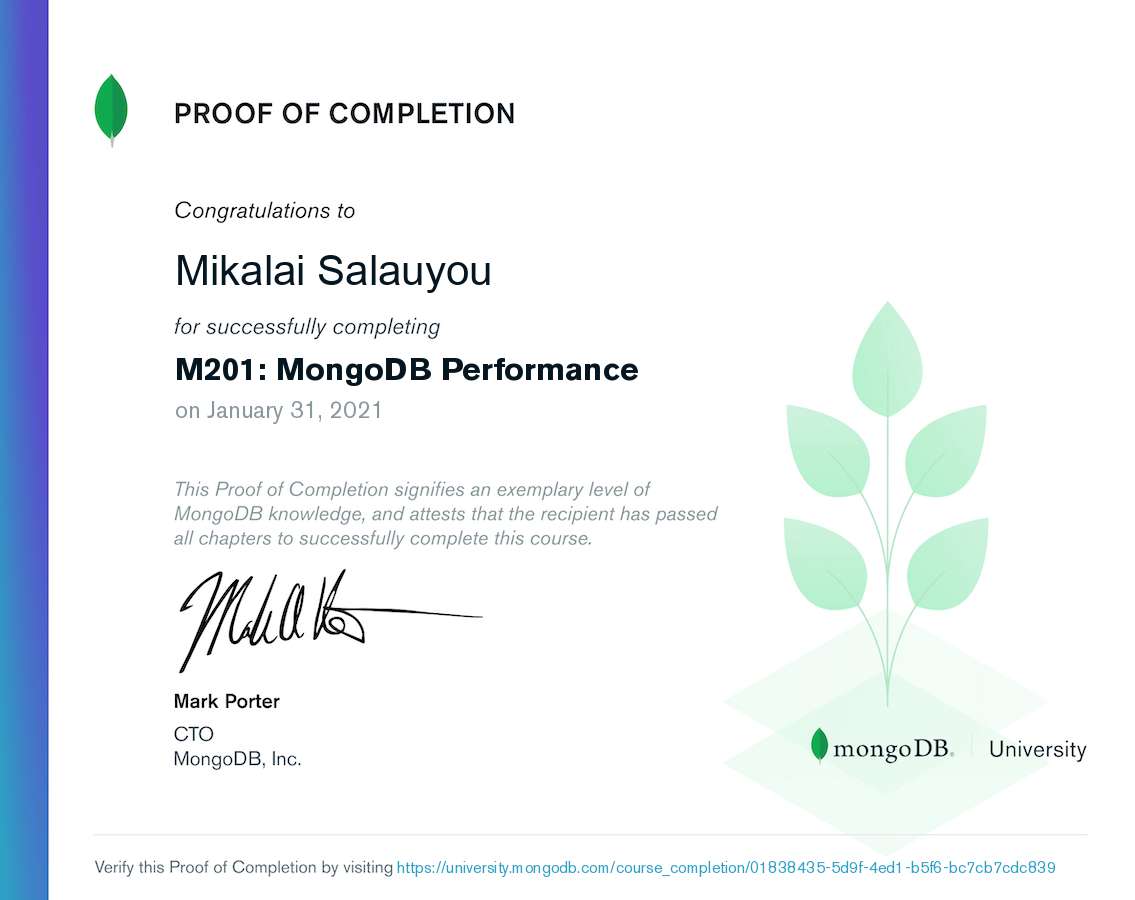 PROOF OF COMPLETION
Congratulations to
Mikalai Salauyou
for successfully completing
M201: MongoDB Performance
on January 31, 2021
This Proof of Completion signifies an exemplary level of
MongoDB knowledge, and attests that the recipient has passed
all chapters to successfully complete this course.
Mark Porter
CTO
MongoDB, Inc.
mongoDB® University
Verify this Proof of Completion by visiting https://university.mongodb.com/course_completion/01838435-5d9f-4ed1-b5f6-bc7cb7cdc839